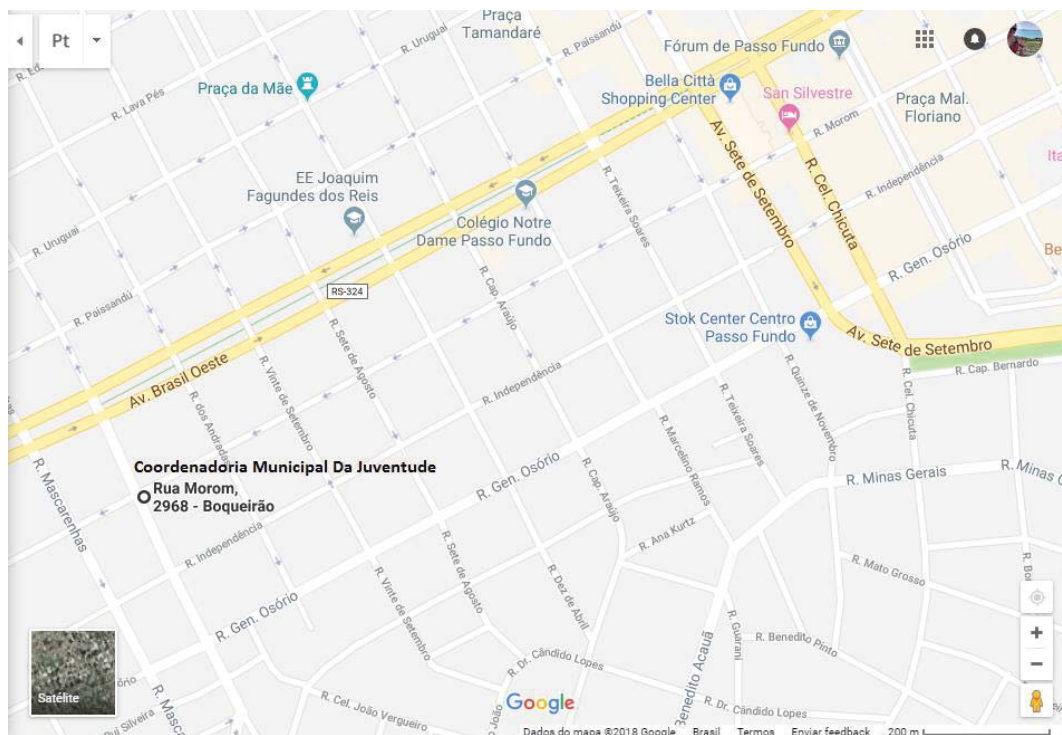 Pt
Praça
Tamandaré
R. Uruguai
R. Paissandú
Fórum de Passo Fundo
Praça da Mãe
R. Lava Pés
Bella Città
Shopping Center
San Silvestre
Praça Mal.
Floriano
R. Morom
Av. Sete de Setembro
R. Cel. Chicuta
R. Independência
R. Teixeira Soares
EE Joaquim
Fagundes dos Reis
Colégio Notre
Dame Passo Fundo
R. Uruguai
R. Gen. Osório
R. Cap. Araújo
RS-324
R. Paissandú
R. Sete de Agosto
Stok Center Centro
Passo Fundo
Av. Sete de Setembro
R. Cap. Bernardo
Av. Brasil Oeste
R. Vinte de Setembro
R. dos Andradas
R. Independência
R. Quinze de Novembro
R. Teixeira Soares
R. Cel. Chicuta
R. Marcelino Ramos
R. Mascarenhas
Coordenadoria Municipal Da Juventude
Rua Morom,
2968 - Boqueirão
R. Gen. Osório
R. Cap. Araújo
R. Minas Gerais
R. Minas
R. Independência
R. Ana Kurtz
R. Sete de Agosto
R. Mato Grosso
R. Vinte de Setembro
R. Dez de Abril
R. Gen. Osório
R. Guarani
R. Benedito Pinto
Benedito Acauã
R. Dr. Cândido Lopes
Satélite
R. Cel. João Vergueiro
R. Dr. Cândido Lopes
Google
Dados do mapa ©2018 Google Brasil Termos Enviar feedback 200 m